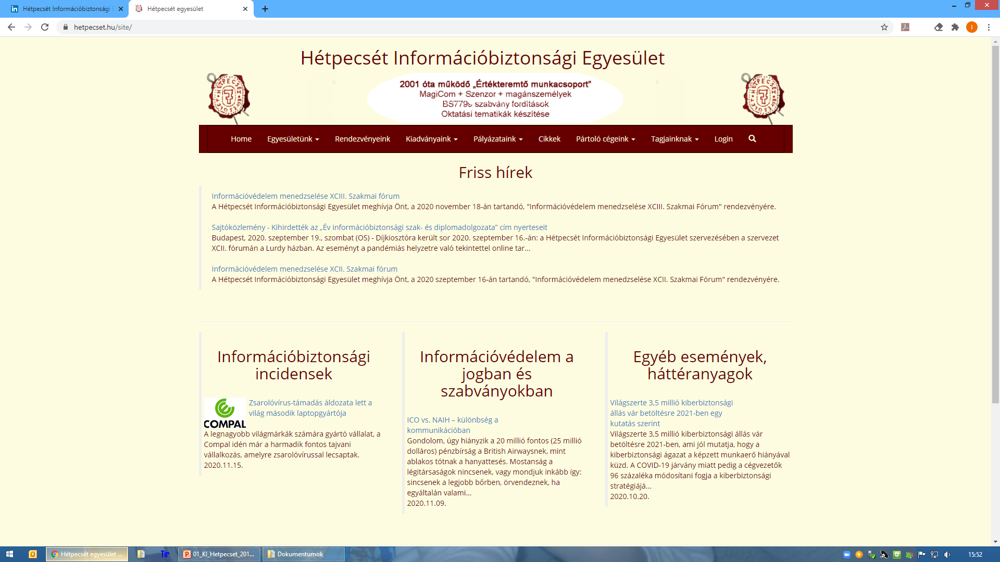 Hétpecsét Információbiztonsági E
Hétpecsét egyesület
hetpecset.hu/site/
I
Hétpecsét Információbiztonsági Egyesület
2001 óta működő „Értékteremtő munkacsoport”
MagiCom + Szenzor + magánszemélyek
BS7799 szabvány fordítások
Oktatási tematikák készítése
Home Egyesületünk Rendezvényeink Kiadványaink Pályázataink Cikkek Pártoló cégeink Tagjainknak Login
Friss hírek
Információvédelem menedzselése XCIII. Szakmai fórum
A Hétpecsét Információbiztonsági Egyesület meghívja Önt, a 2020 november 18-án tartandó, "Információvédelem menedzselése XCIII. Szakmai Fórum" rendezvényére.
Sajtóközlemény - Kihirdették az „Év információbiztonsági szak- és diplomadolgozata” cím nyerteseit
Budapest, 2020. szeptember 19., szombat (OS) - Díjkiosztóra került sor 2020. szeptember 16.-án: a Hétpecsét Információbiztonsági Egyesület szervezésében a szervezet
XCII. fórumán a Lurdy házban. Az eseményt a pandémiás helyzetre való tekintettel online tar...
Információvédelem menedzselése XCII. Szakmai fórum
A Hétpecsét Információbiztonsági Egyesület meghívja Önt, a 2020 szeptember 16-án tartandó, "Információvédelem menedzselése XCII. Szakmai Fórum" rendezvényére.
Információbiztonsági
incidensek
COMPAL
Zsarolóvírus-támadás áldozata lett a
világ második laptopgyártója
A legnagyobb világmárkák számára gyártó vállalat, a
Compal idén már a harmadik fontos tajvani
vállalkozás, amelyre zsarolóvírussal lecsaptak.
2020.11.15.
Információvédelem a
jogban és
szabványokban
ICO vs. NAIH – különbség a
kommunikációban
Gondolom, úgy hiányzik a 20 millió fontos (25 millió
dolláros) pénzbírság a British Airwaysnek, mint
ablakos tótnak a hanyattesés. Mostanság a
légitársaságok nincsenek, vagy mondjuk inkább így:
sincsenek a legjobb bőrben, örvendeznek, ha
egyáltalán valami...
2020.11.09.
Egyéb események,
háttéranyagok
Világszerte 3,5 millió kiberbiztonsági
állás vár betöltésre 2021-ben egy
kutatás szerint
Világszerte 3,5 millió kiberbiztonsági állás vár
betöltésre 2021-ben, ami jól mutatja, hogy a
kiberbiztonsági ágazat a képzett munkaerő hiányával
küzd. A COVID-19 járvány miatt pedig a cégvezetők
96 százaléka módosítani fogja a kiberbiztonsági
stratégiájá...
2020.10.20.
Hétpecsét egyesület ...
Tir
01_KI_Hetpecset_201...
Dokumentumok
15:52